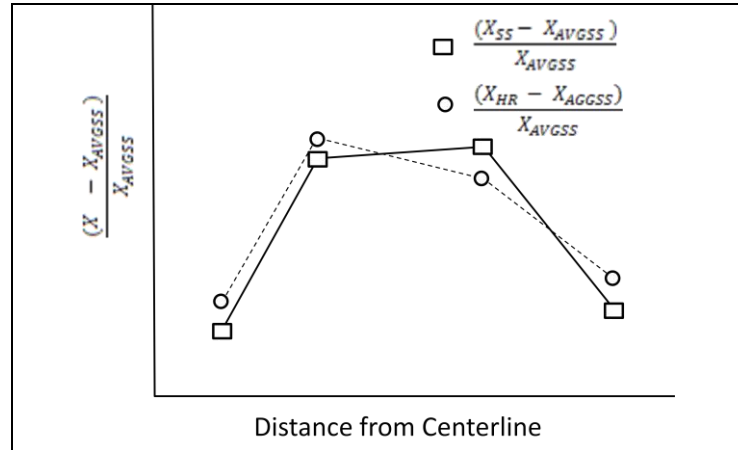 (X_SS − X_AVGSS)
X_AVGSS
(X_HR − X_AGGSS)
X_AVGSS
(X − X_AVGSS)
X_AVGSS
Distance from Centerline